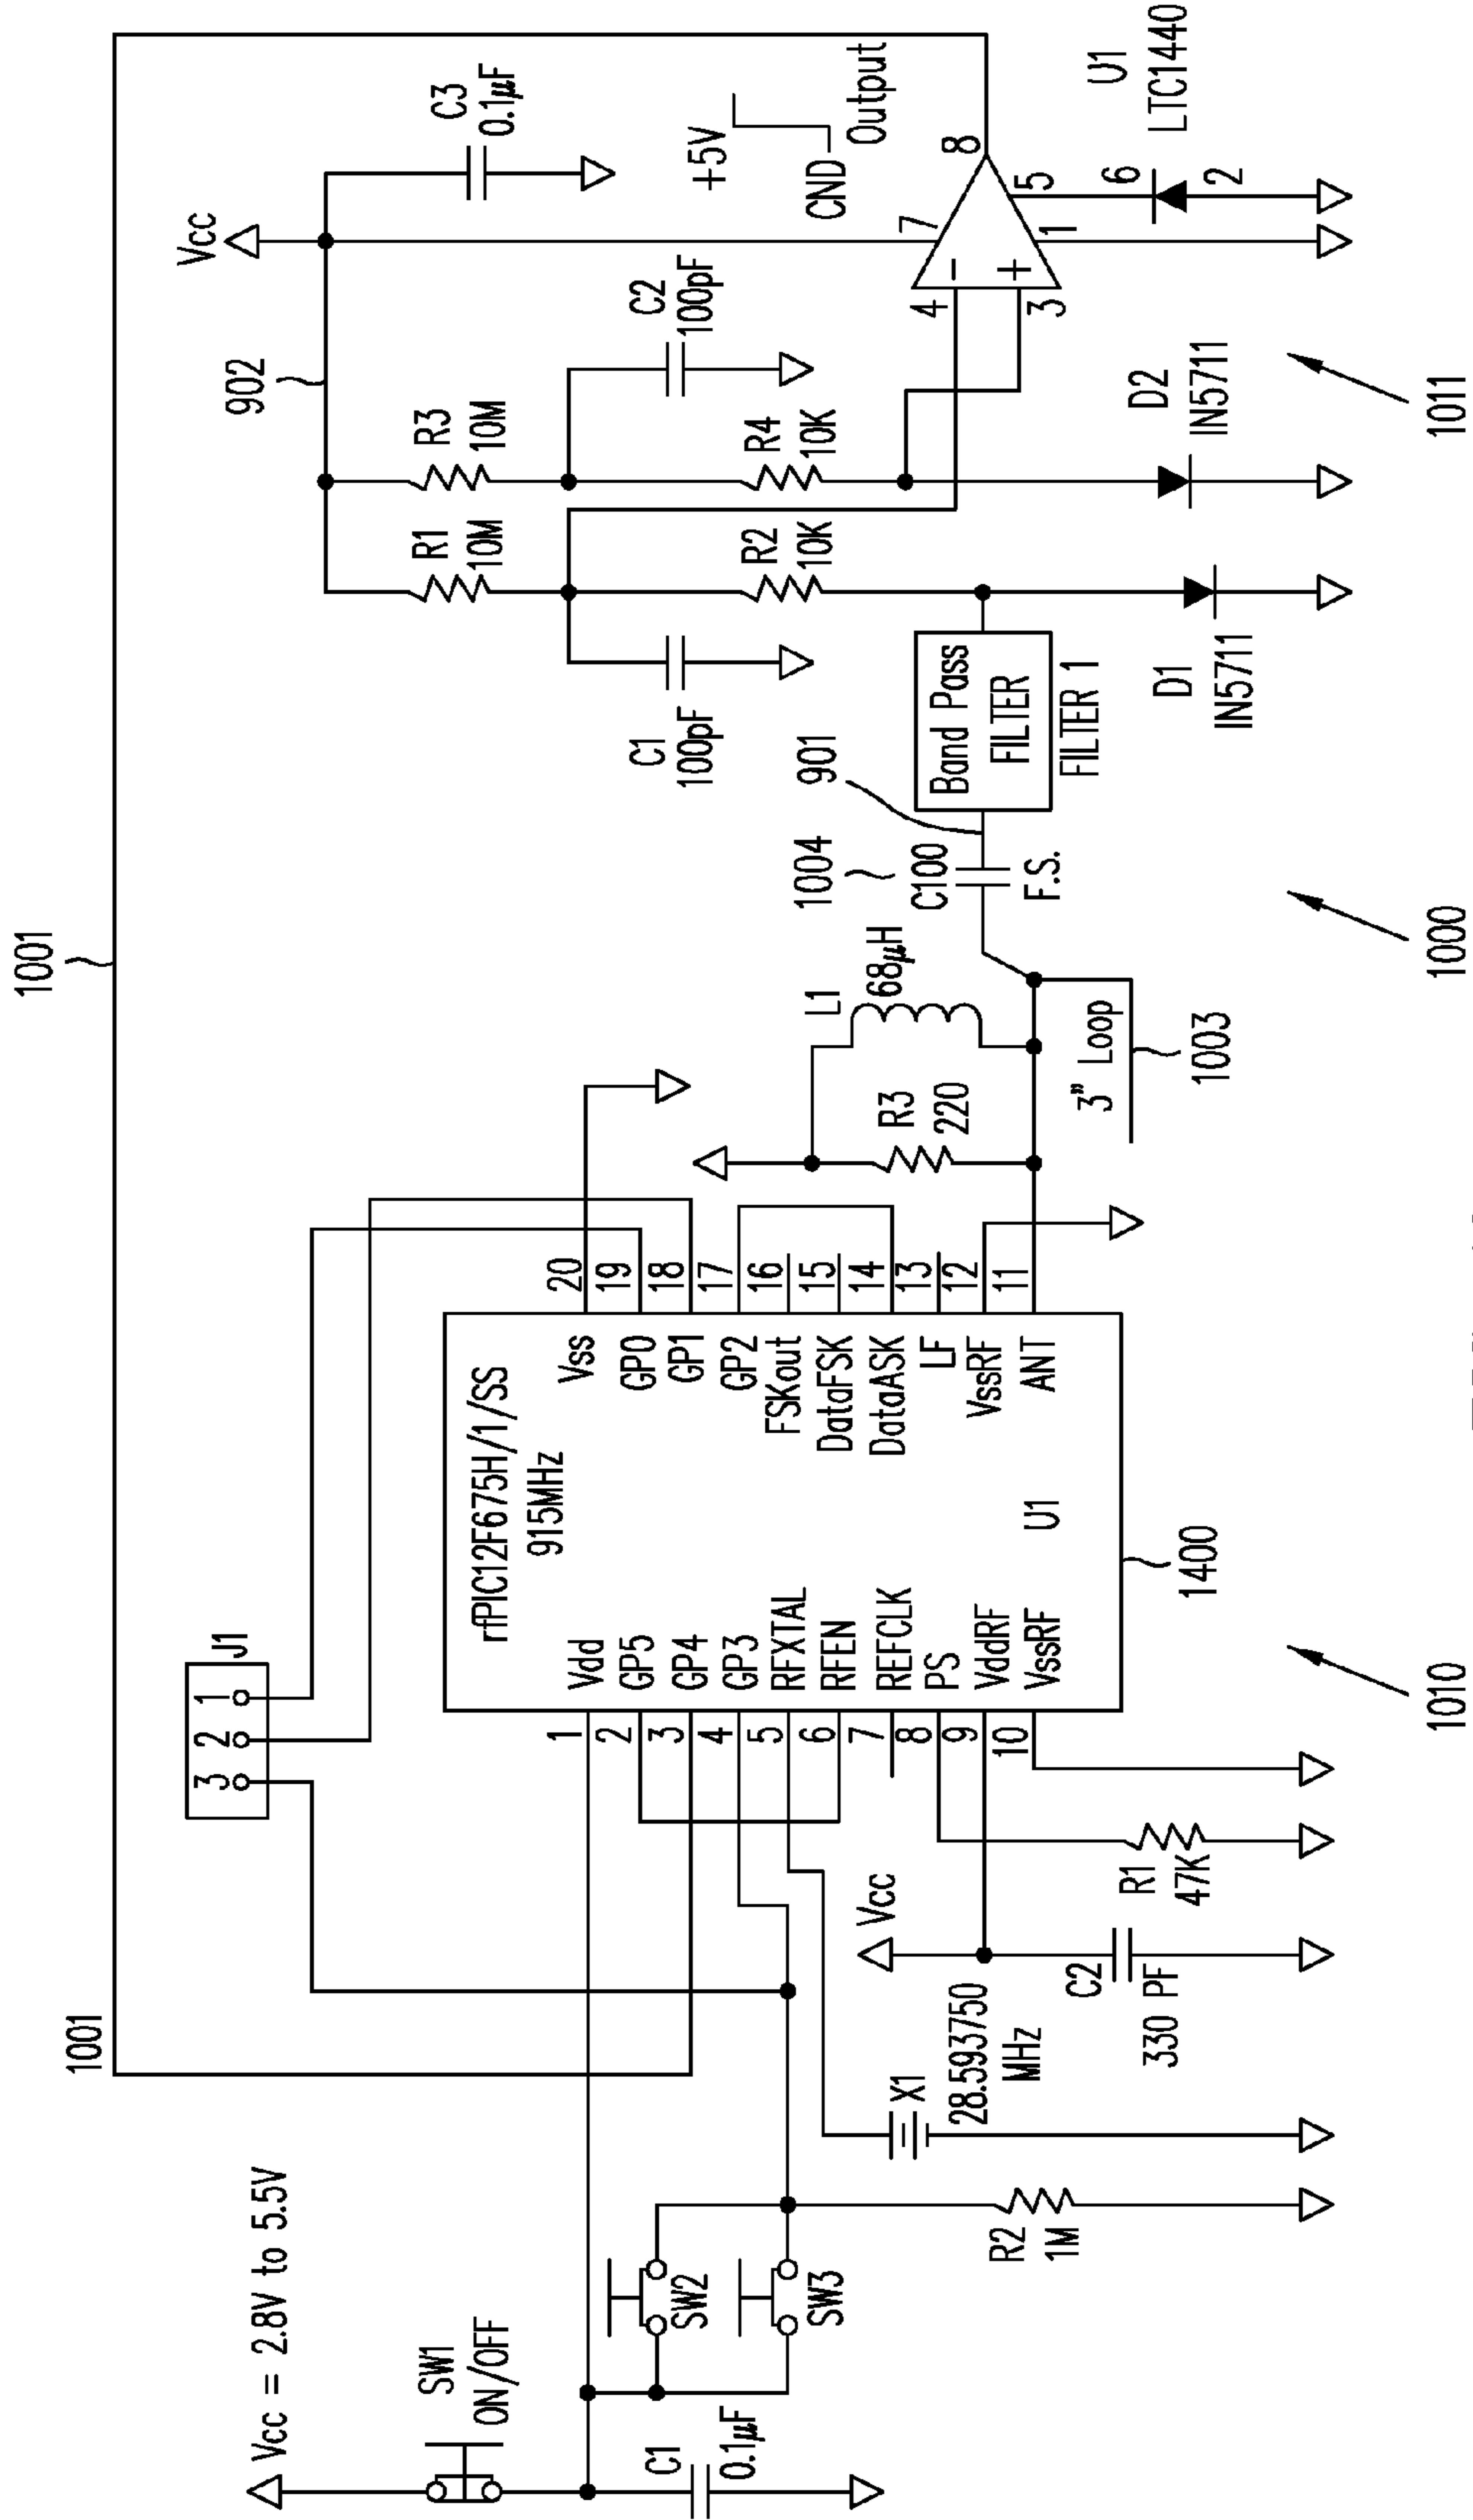 1001
1001
Vcc = 2.8V to 5.5V
SW1
ON/OFF
C1
0.1µF
SW2
SW3
R2
1M
X1
28.593750
MHz
Vcc
C2
330 PF
R1
47K
J1
3 2 1
rfPIC12F675H/1/SS
915MHz
1 Vdd
2 GP5
3 GP4
4 GP3
5 RFXTAL
6 RFEN
7 REFCLK
8 PS
9 VddRF
10 VssRF
Vss 20
GP0 19
GP1 18
GP2 17
FSKout 16
DataFSK 15
DataASK 14
LF 13
VssRF 12
ANT 11
U1
1400
1010
R3
220
L1
68µH
3" Loop
1003
1004
C100
F.S.
901
1000
Band Pass
FILTER
FILTER 1
C1
100pF
R1
10M
R2
10K
D1
IN5711
902
R3
10M
R4
10K
D2
IN5711
C2
100pF
Vcc
C3
0.1µF
+5V
CND
Output
4 −
3 +
7
8
5
1
6
2
U1
LTC1440
1011